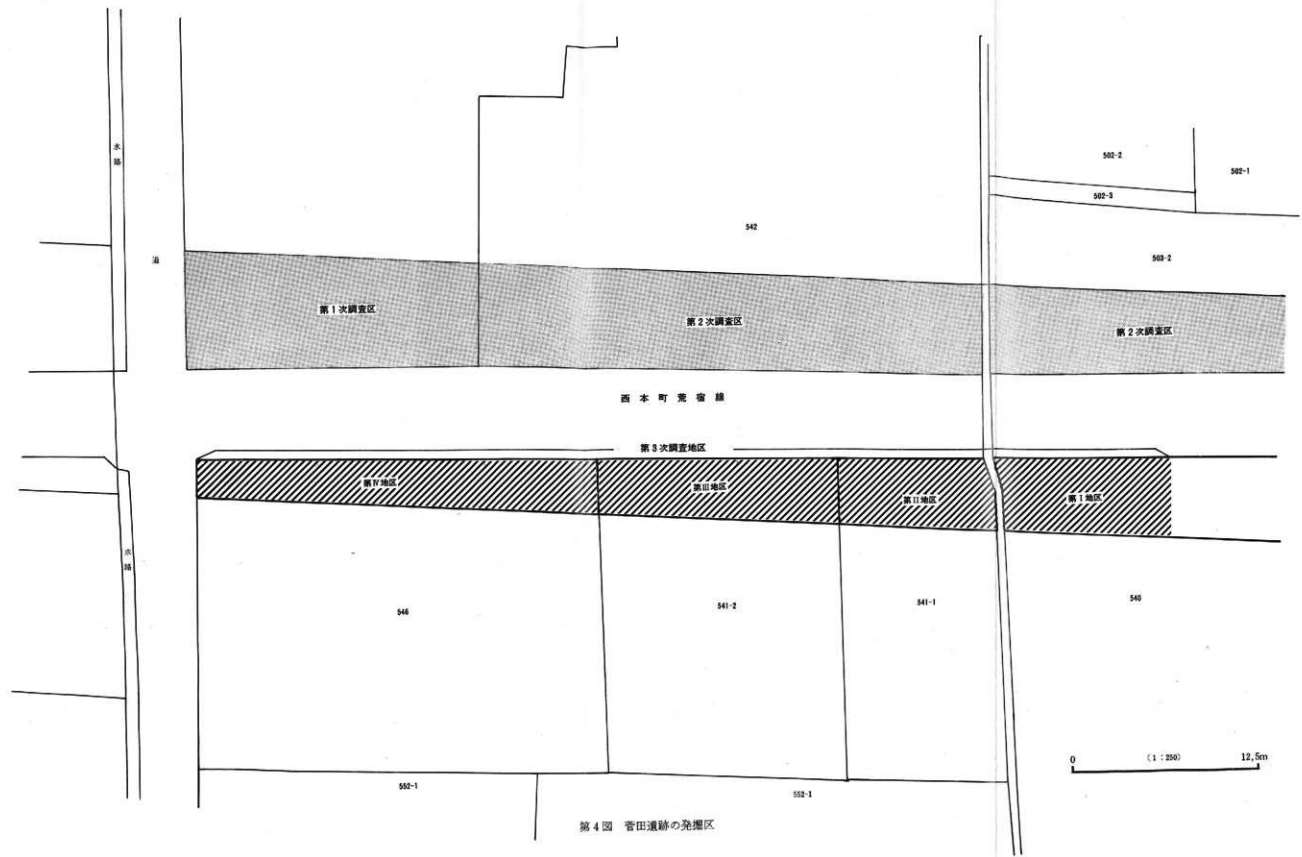 水路
502-2
502-1
502-3
542
道
503-2
第1次調査区
第2次調査区
第2次調査区
西本町荒宿線
第3次調査地区
第Ⅳ地区
第Ⅲ地区
第Ⅱ地区
第Ⅰ地区
水路
546
541-2
541-1
540
0 (1:250) 12,5m
552-1
552-1
第4図 菅田遺跡の発掘区